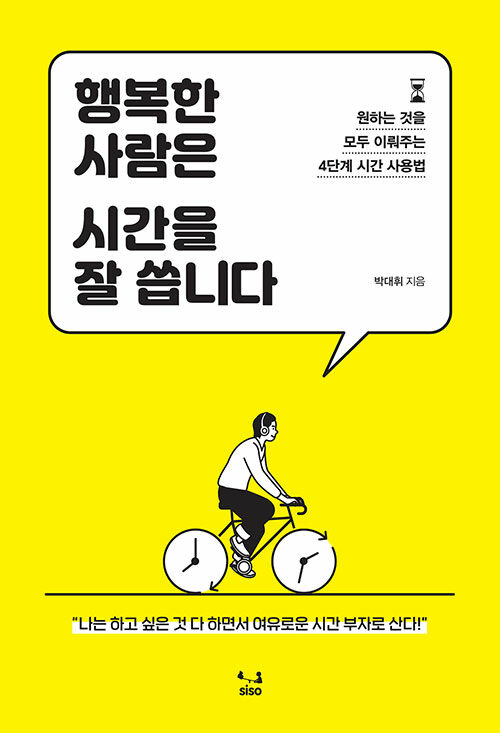 행복한
사람은
시간을
잘 씁니다
원하는 것을
모두 이뤄주는
4단계 시간 사용법
박대휘 지음
"나는 하고 싶은 것 다 하면서 여유로운 시간 부자로 산다!"
siso